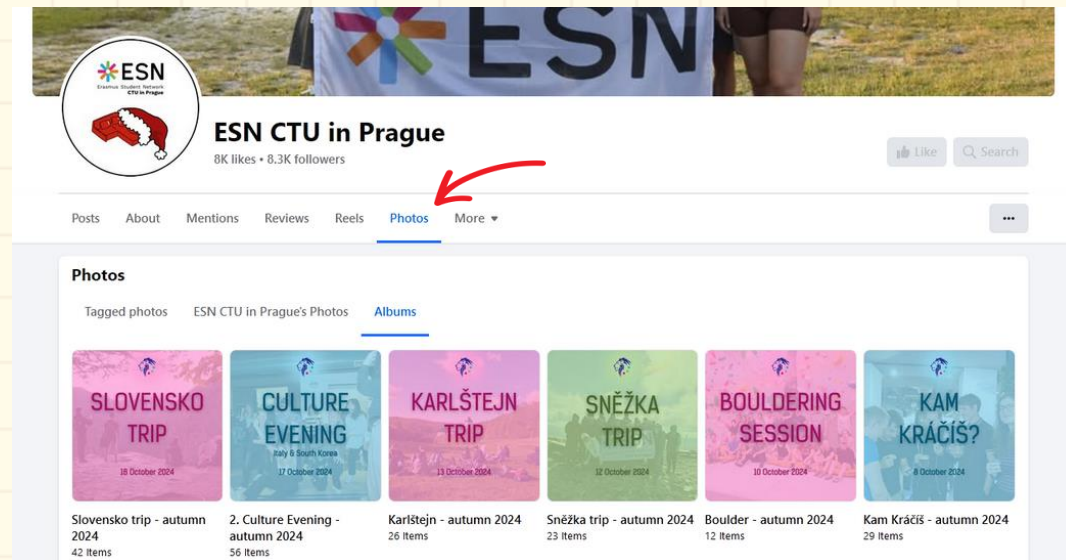 ESN
ESN
Erasmus Student Network
CTU in Prague
ESN CTU in Prague
8K likes • 8.3K followers
Like
Search
Posts About Mentions Reviews Reels Photos More
Photos
Tagged photos ESN CTU in Prague's Photos Albums
SLOVENSKO
TRIP
18 October 2024
CULTURE
EVENING
Italy & South Korea
17 October 2024
KARLŠTEJN
TRIP
13 October 2024
SNĚŽKA
TRIP
12 October 2024
BOULDERING
SESSION
10 October 2024
KAM
KRÁČÍŠ?
8 October 2024
Slovensko trip - autumn
2024
42 Items
2. Culture Evening -
autumn 2024
56 Items
Karlštejn - autumn 2024
26 Items
Sněžka trip - autumn 2024
23 Items
Boulder - autumn 2024
12 Items
Kam Kráčíš - autumn 2024
29 Items